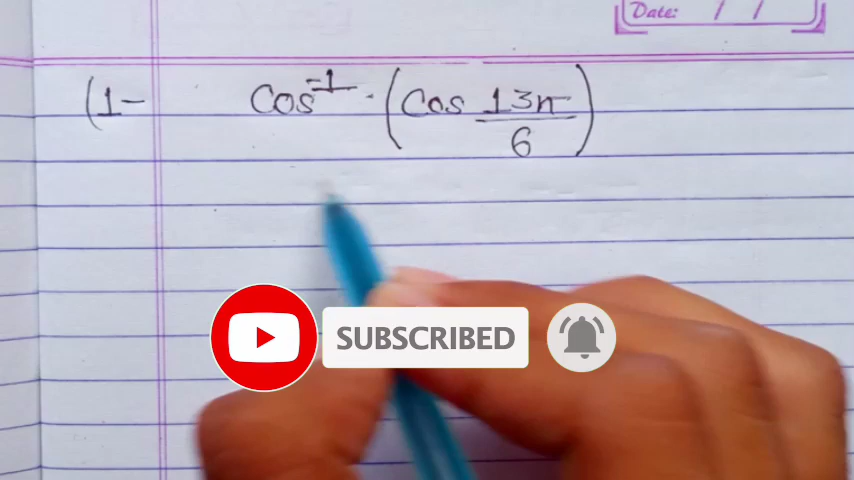 Date: / /
(1- Cos⁻¹ · (Cos 13π/6)
SUBSCRIBED